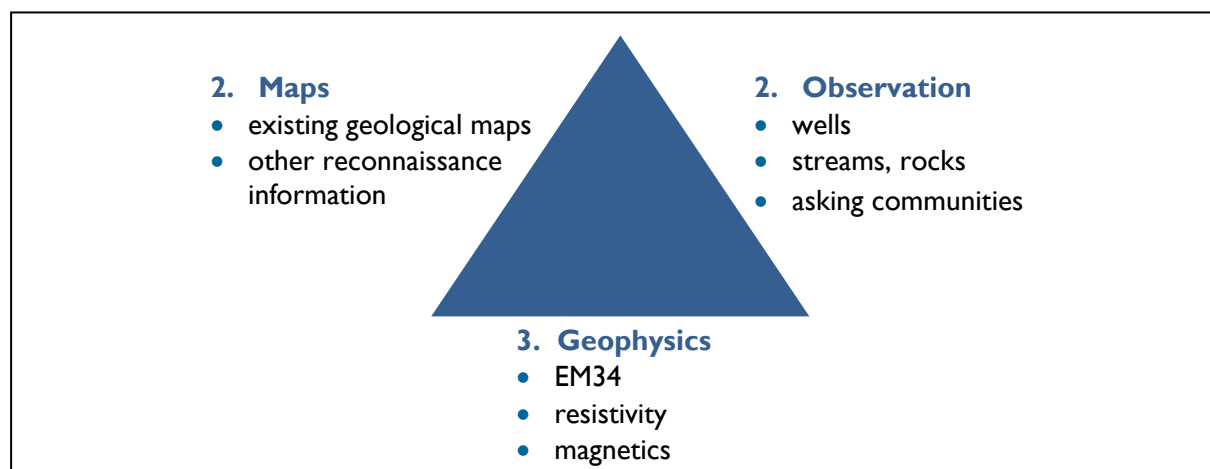 2. Maps
• existing geological maps
• other reconnaissance
information
2. Observation
• wells
• streams, rocks
• asking communities
3. Geophysics
• EM34
• resistivity
• magnetics